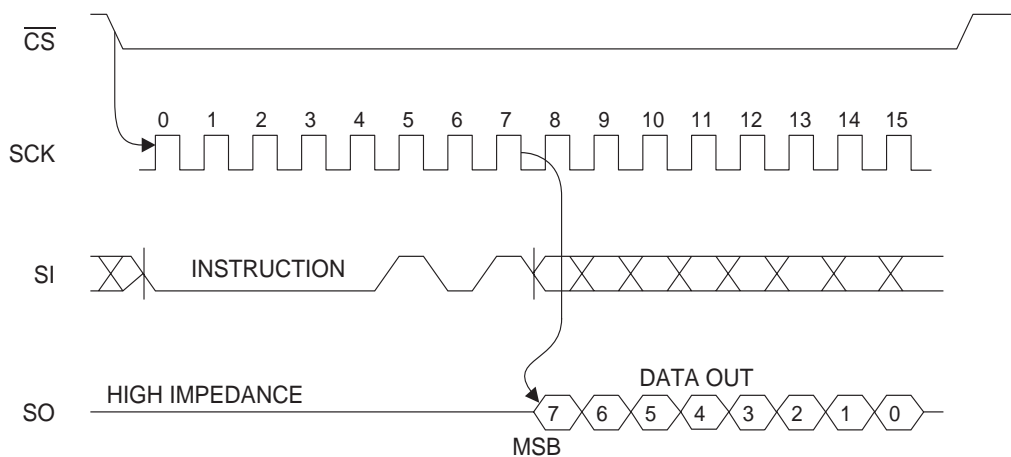 CS
0 1 2 3 4 5 6 7 8 9 10 11 12 13 14 15
SCK
SI
INSTRUCTION
HIGH IMPEDANCE
DATA OUT
SO
7 6 5 4 3 2 1 0
MSB